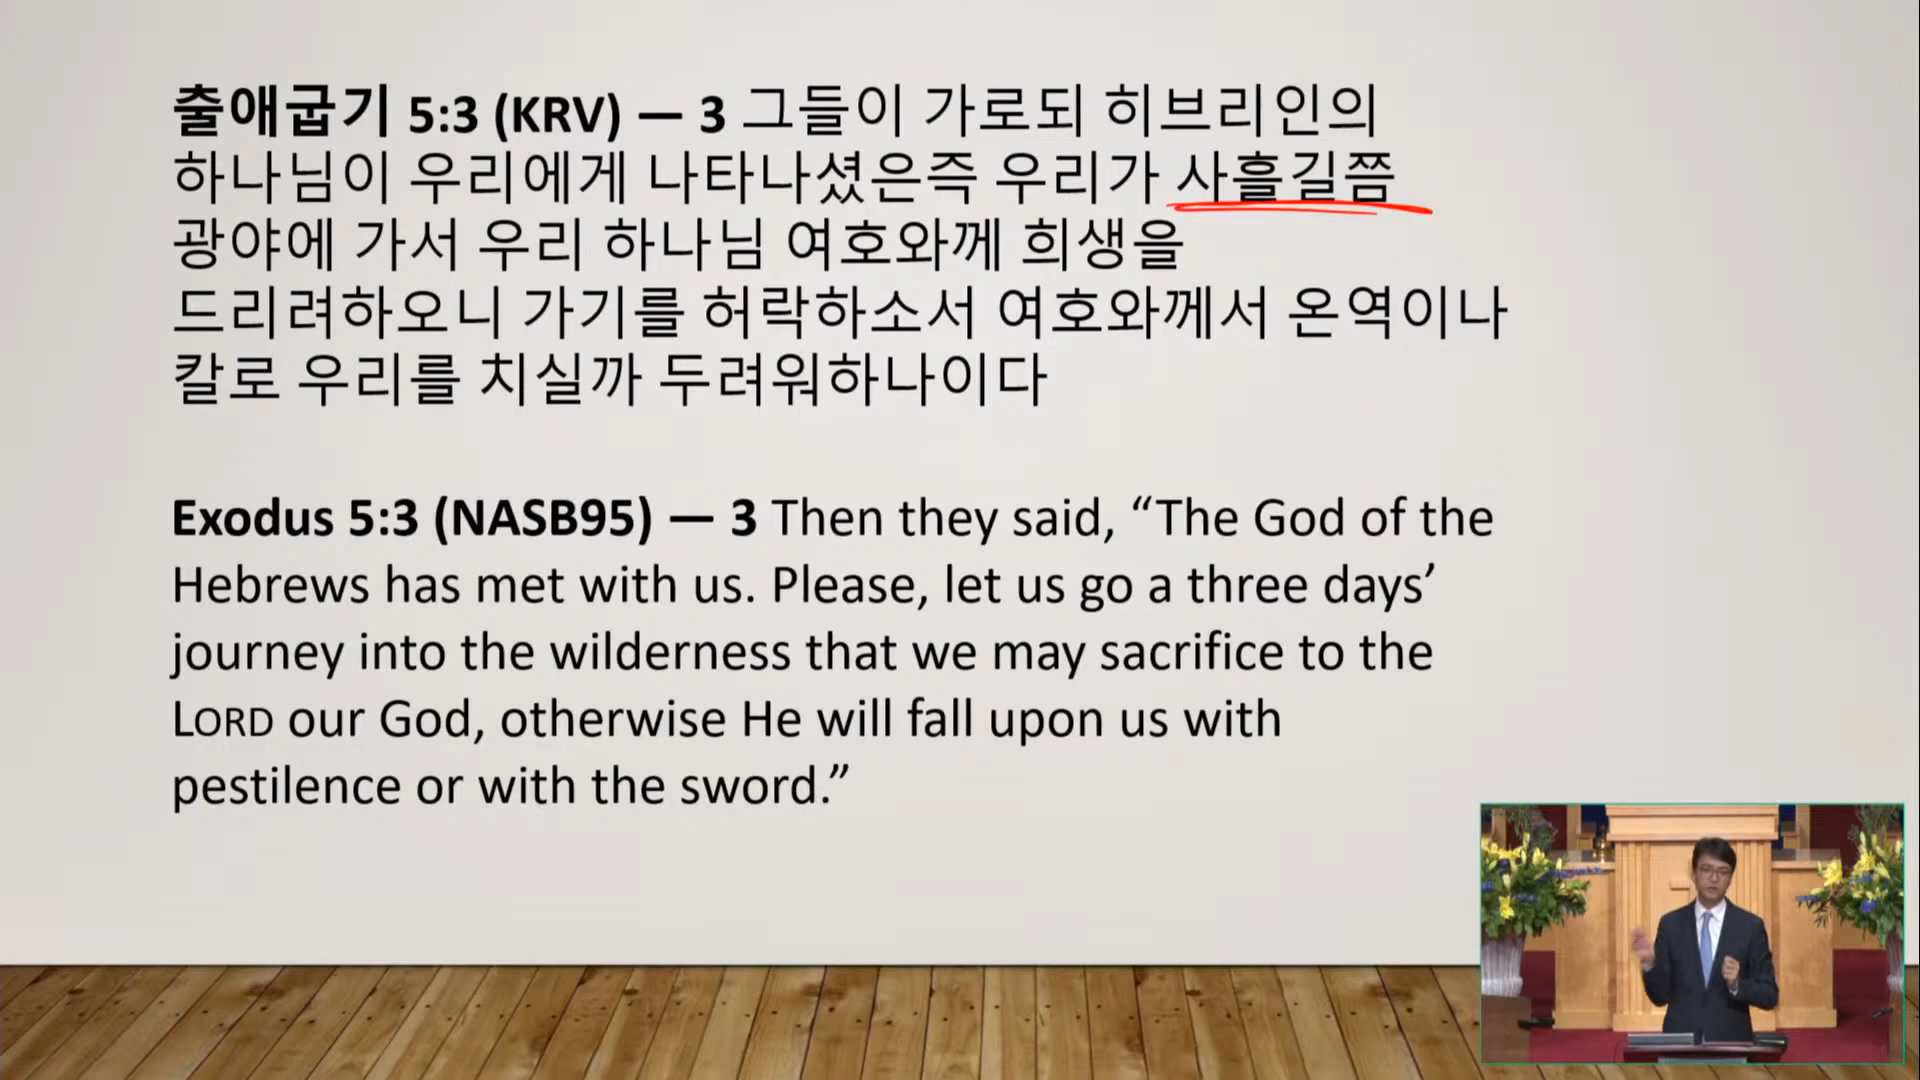 출애굽기 5:3 (KRV) — 3 그들이 가로되 히브리인의
하나님이 우리에게 나타나셨은즉 우리가 사흘길쯤
광야에 가서 우리 하나님 여호와께 희생을
드리려하오니 가기를 허락하소서 여호와께서 온역이나
칼로 우리를 치실까 두려워하나이다
Exodus 5:3 (NASB95) — 3 Then they said, “The God of the
Hebrews has met with us. Please, let us go a three days’
journey into the wilderness that we may sacrifice to the
LORD our God, otherwise He will fall upon us with
pestilence or with the sword.”